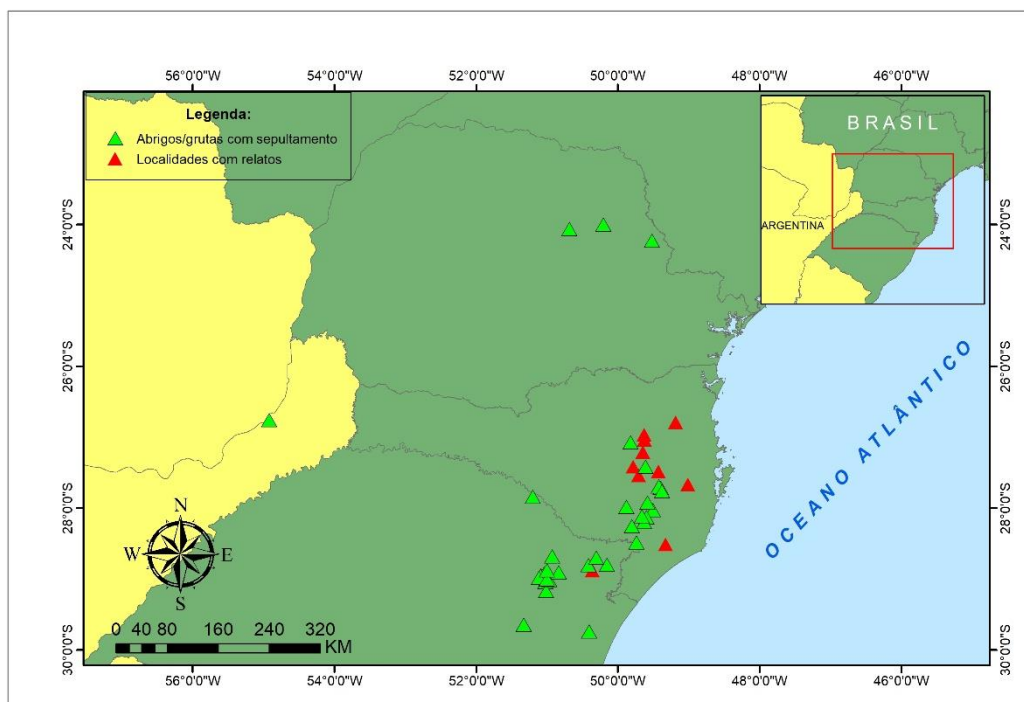 56°0'0"W 54°0'0"W 52°0'0"W 50°0'0"W 48°0'0"W 46°0'0"W
Legenda:
Abrigos/grutas com sepultamento
Localidades com relatos
BRASIL
ARGENTINA
24°0'0"S 24°0'0"S
26°0'0"S 26°0'0"S
OCEANO ATLÂNTICO
28°0'0"S 28°0'0"S
N
W E
S
0 40 80 160 240 320
KM
30°0'0"S 30°0'0"S
56°0'0"W 54°0'0"W 52°0'0"W 50°0'0"W 48°0'0"W 46°0'0"W